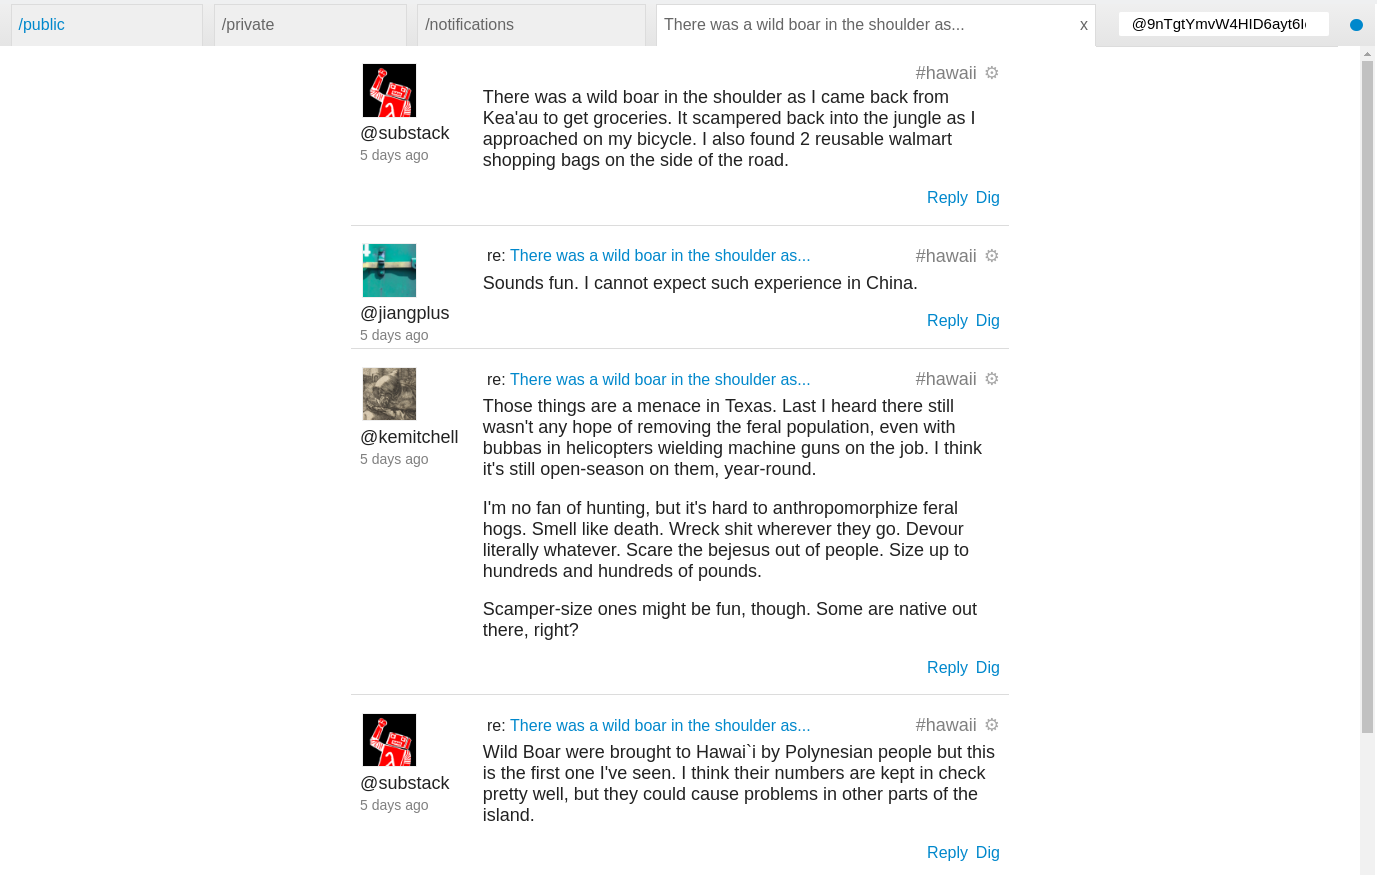 /public
/private
/notifications
There was a wild boar in the shoulder as...
x
@9nTgtYmvW4HID6ayt6I
#hawaii
There was a wild boar in the shoulder as I came back from
Kea'au to get groceries. It scampered back into the jungle as I
approached on my bicycle. I also found 2 reusable walmart
shopping bags on the side of the road.
@substack
5 days ago
Reply Dig
re: There was a wild boar in the shoulder as...
#hawaii
Sounds fun. I cannot expect such experience in China.
@jiangplus
5 days ago
Reply Dig
re: There was a wild boar in the shoulder as...
#hawaii
Those things are a menace in Texas. Last I heard there still
wasn't any hope of removing the feral population, even with
bubbas in helicopters wielding machine guns on the job. I think
it's still open-season on them, year-round.
@kemitchell
5 days ago
I'm no fan of hunting, but it's hard to anthropomorphize feral
hogs. Smell like death. Wreck shit wherever they go. Devour
literally whatever. Scare the bejesus out of people. Size up to
hundreds and hundreds of pounds.
Scamper-size ones might be fun, though. Some are native out
there, right?
Reply Dig
re: There was a wild boar in the shoulder as...
#hawaii
Wild Boar were brought to Hawai`i by Polynesian people but this
is the first one I've seen. I think their numbers are kept in check
pretty well, but they could cause problems in other parts of the
island.
@substack
5 days ago
Reply Dig